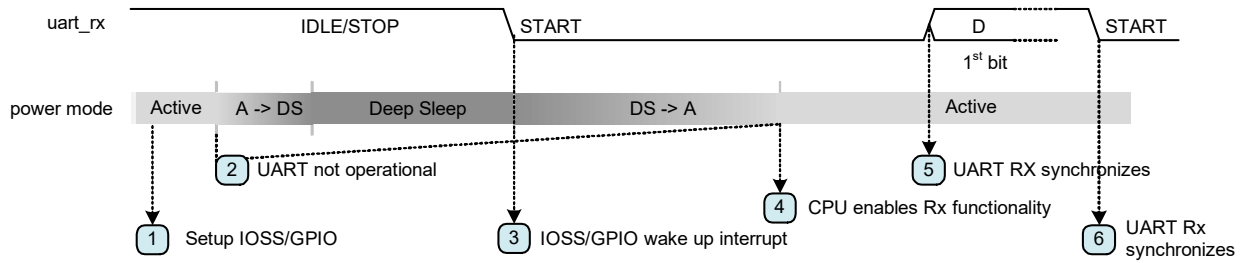 uart_rx
IDLE/STOP
START
D
START
1st bit
power mode
Active
A -> DS
Deep Sleep
DS -> A
Active
2 UART not operational
5 UART RX synchronizes
4 CPU enables Rx functionality
1 Setup IOSS/GPIO
3 IOSS/GPIO wake up interrupt
6 UART Rx
synchronizes